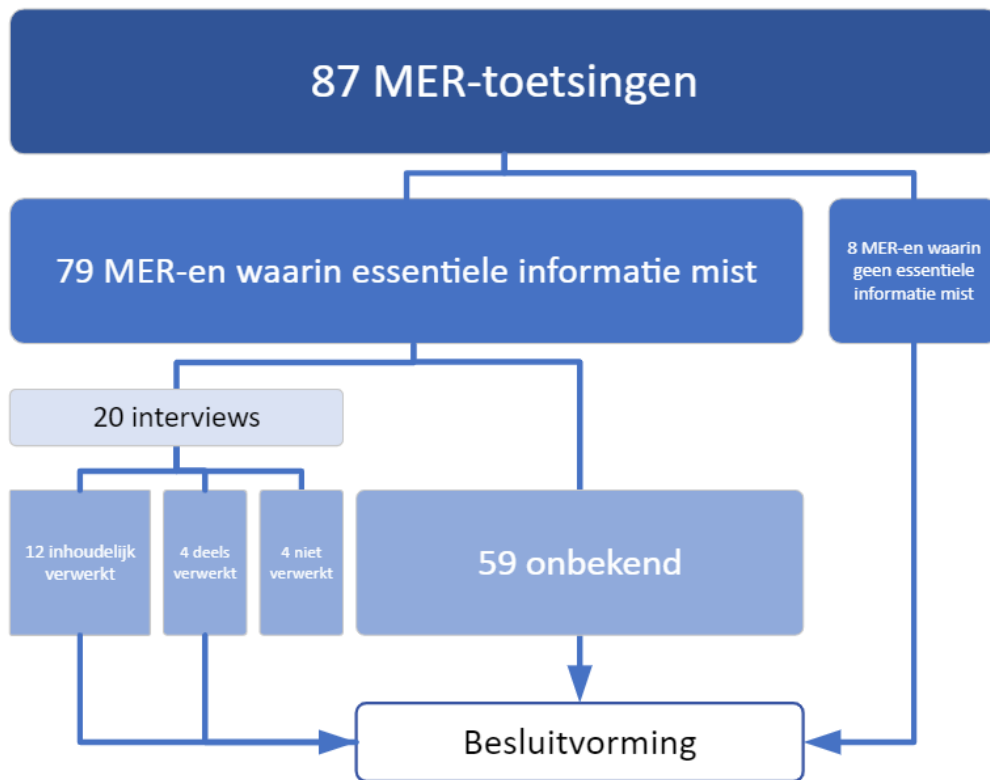 87 MER-toetsingen
79 MER-en waarin essentiele informatie mist
8 MER-en waarin
geen essentiele
informatie mist
20 interviews
12 inhoudelijk
verwerkt
4 deels
verwerkt
4 niet
verwerkt
59 onbekend
Besluitvorming